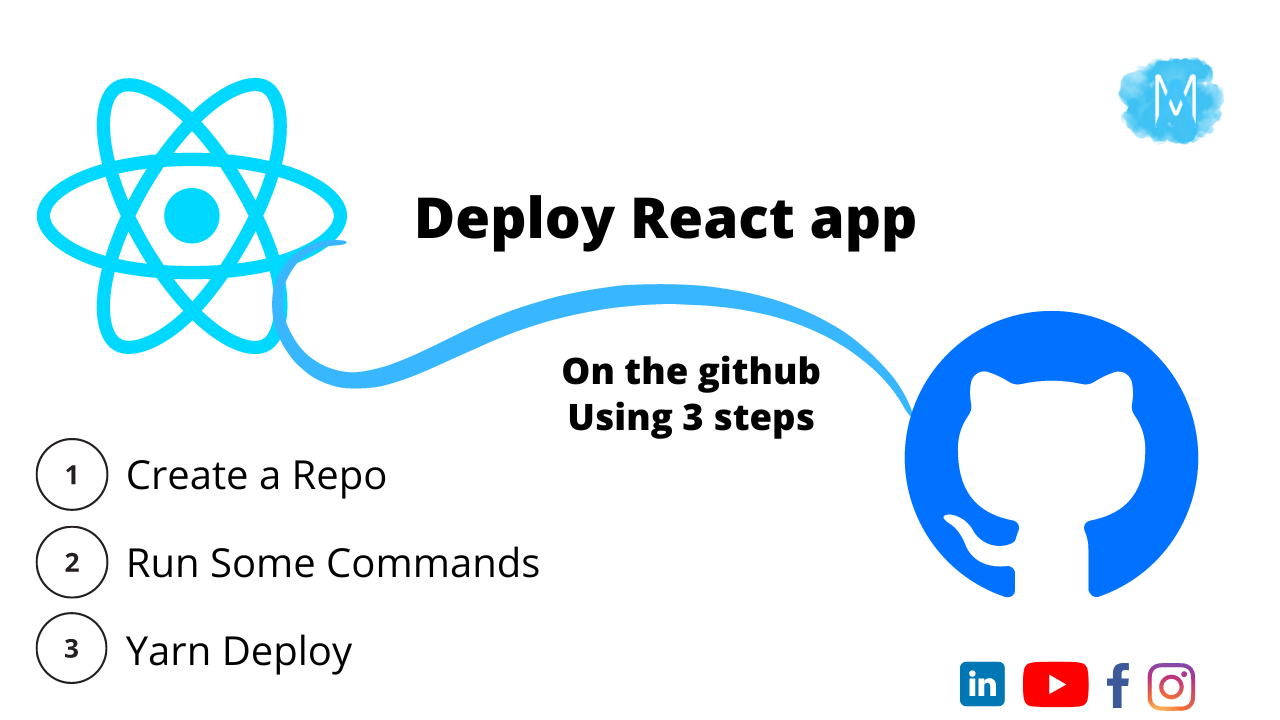 M
Deploy React app
On the github
Using 3 steps
1 Create a Repo
2 Run Some Commands
3 Yarn Deploy
in
f